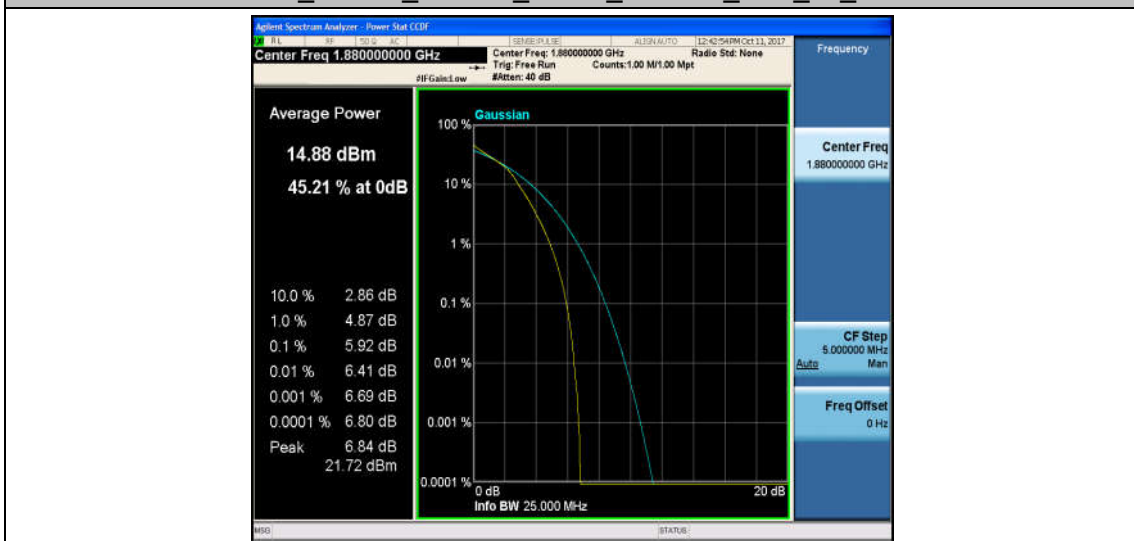 Agilent Spectrum Analyzer - Power Stat CCDF
RL RF 50 Ω AC SENSE:PULSE ALIGN AUTO 12:42:54 PM Oct 11, 2017
Center Freq 1.880000000 GHz
Center Freq: 1.880000000 GHz Radio Std: None
Trig: Free Run Counts:1.00 M/1.00 Mpt
#IFGain:Low #Atten: 40 dB
Frequency
Average Power
14.88 dBm
45.21 % at 0dB
10.0 % 2.86 dB
1.0 % 4.87 dB
0.1 % 5.92 dB
0.01 % 6.41 dB
0.001 % 6.69 dB
0.0001 % 6.80 dB
Peak 6.84 dB
21.72 dBm
Gaussian
100 %
10 %
1 %
0.1 %
0.01 %
0.001 %
0.0001 %
0 dB 20 dB
Info BW 25.000 MHz
Center Freq
1.880000000 GHz
CF Step
5.000000 MHz
Auto Man
Freq Offset
0 Hz
MSG STATUS